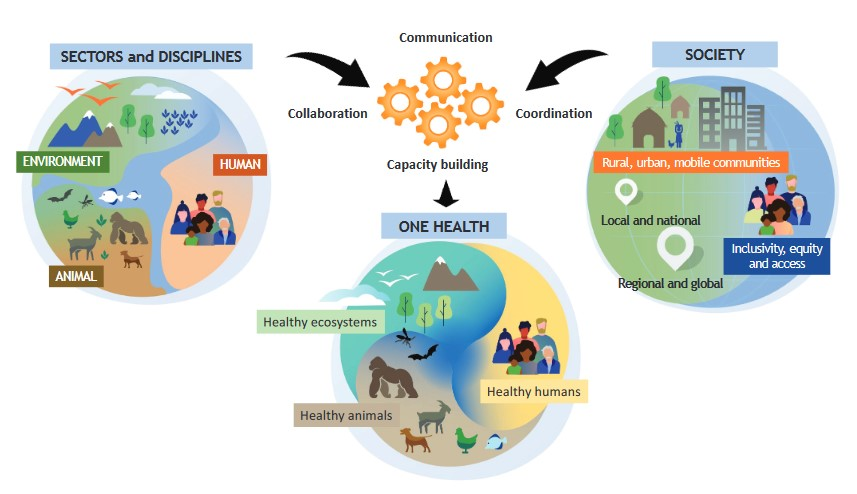 SECTORS and DISCIPLINES
Communication
SOCIETY
Collaboration
Coordination
Capacity building
ENVIRONMENT
HUMAN
ANIMAL
Rural, urban, mobile communities
Local and national
Inclusivity, equity
and access
Regional and global
ONE HEALTH
Healthy ecosystems
Healthy humans
Healthy animals